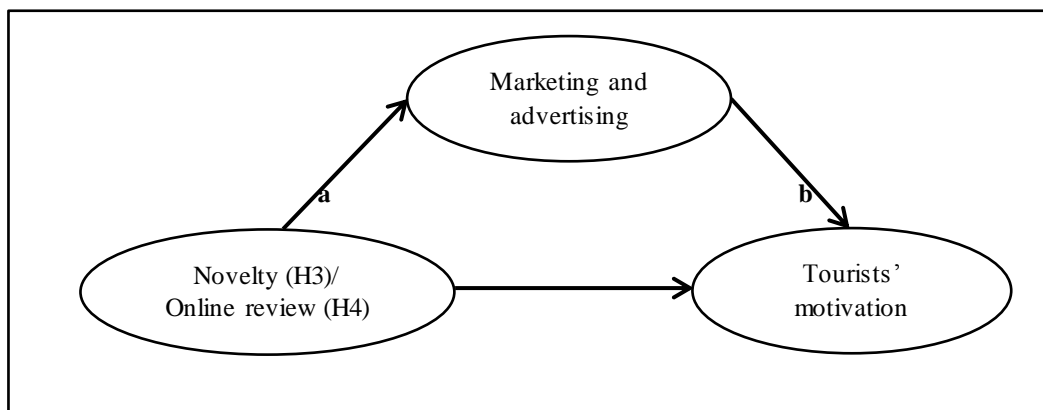 Marketing and
advertising
a
b
Novelty (H3)/
Online review (H4)
Tourists’
motivation